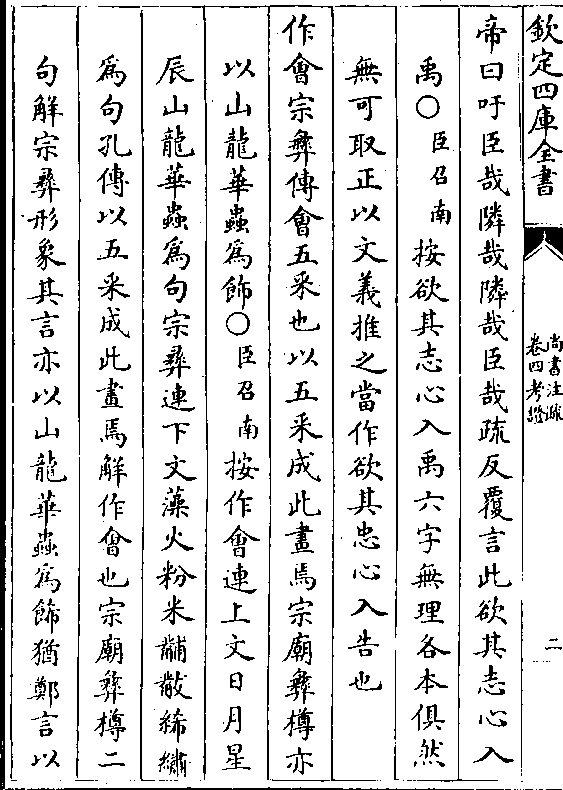 欽定四庫全書
尚書注疏
卷四考證
二
帝曰吁臣哉隣哉隣哉臣哉疏反覆言此欲其志心入
禹〇臣召南按欲其志心入禹六字無理各本俱然
無可取正以文義推之當作欲其忠心入告也
作會宗彝傳會五采也以五采成此畫焉宗廟彝樽亦
以山龍華蟲為飾〇臣召南按作會連上文日月星
辰山龍華蟲為句宗彝連下文藻火粉米黼黻絺繡
為句孔傳以五采成此畫焉解作會也宗廟彝樽二
句解宗彝形象其言亦以山龍華蟲為飾猶鄭言以